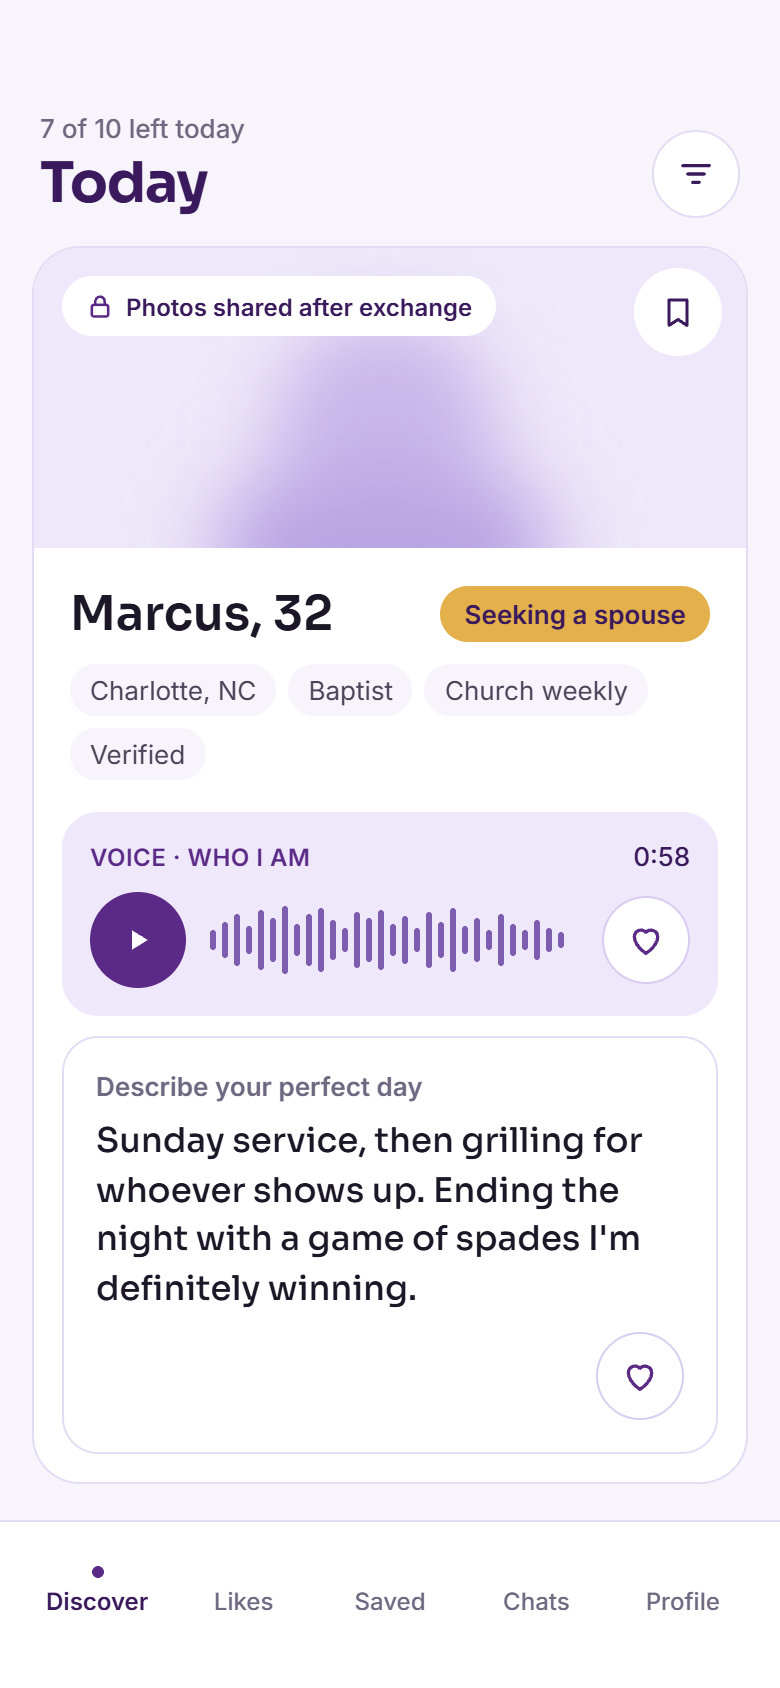 7 of 10 left today
Today
Photos shared after exchange
Marcus, 32
Seeking a spouse
Charlotte, NC
Baptist
Church weekly
Verified
VOICE · WHO I AM
0:58
Describe your perfect day
Sunday service, then grilling for
whoever shows up. Ending the
night with a game of spades I'm
definitely winning.
Discover
Likes
Saved
Chats
Profile